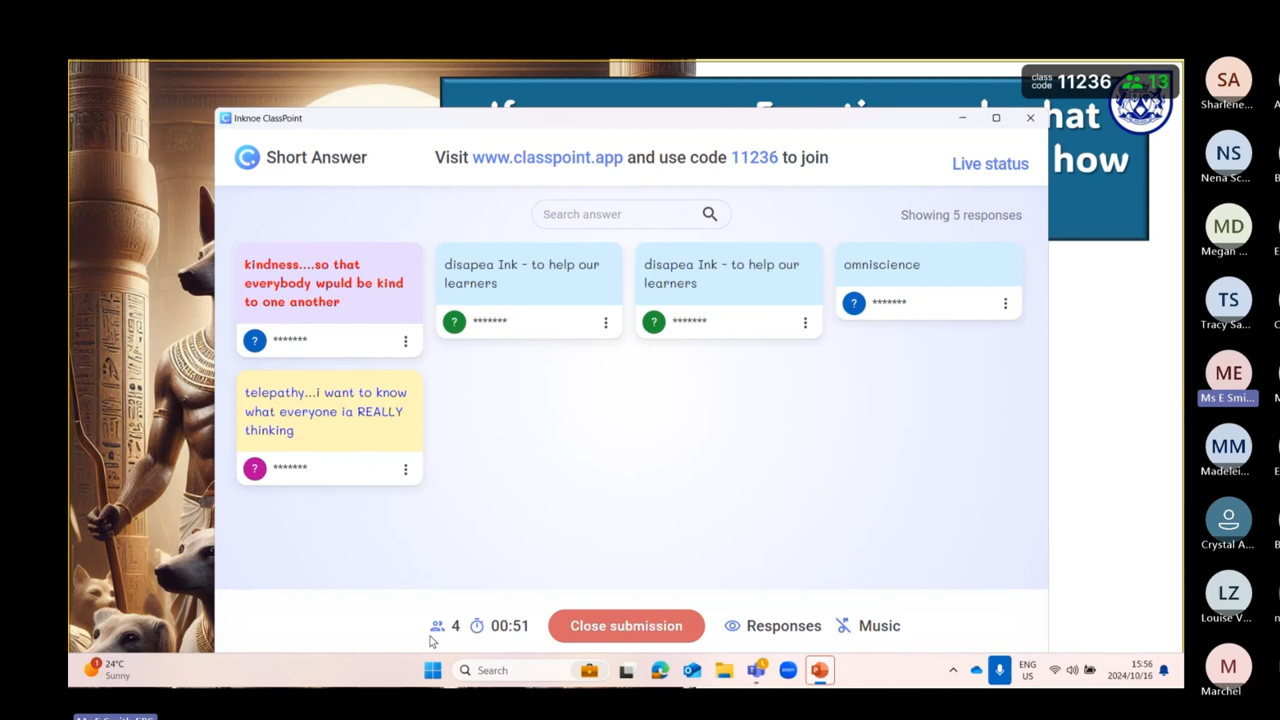 class code 11236 13
hat
how
Inknoe ClassPoint
Short Answer
Visit www.classpoint.app and use code 11236 to join
Live status
Search answer
Showing 5 responses
kindness....so that
everybody wpuld be kind
to one another
? *******
disapea Ink - to help our
learners
? *******
disapea Ink - to help our
learners
? *******
omniscience
? *******
telepathy...i want to know
what everyone ia REALLY
thinking
? *******
4 00:51 Close submission Responses Music
1
24°C
Sunny
Search
zoom
ENG
US
15:56
2024/10/16
SA
Sharlene...
NS
Nena Sc...
MD
Megan ...
TS
Tracy Sa...
ME
Ms E Smi...
MM
Madelei...
Crystal A...
LZ
Louise V...
M
Marchel